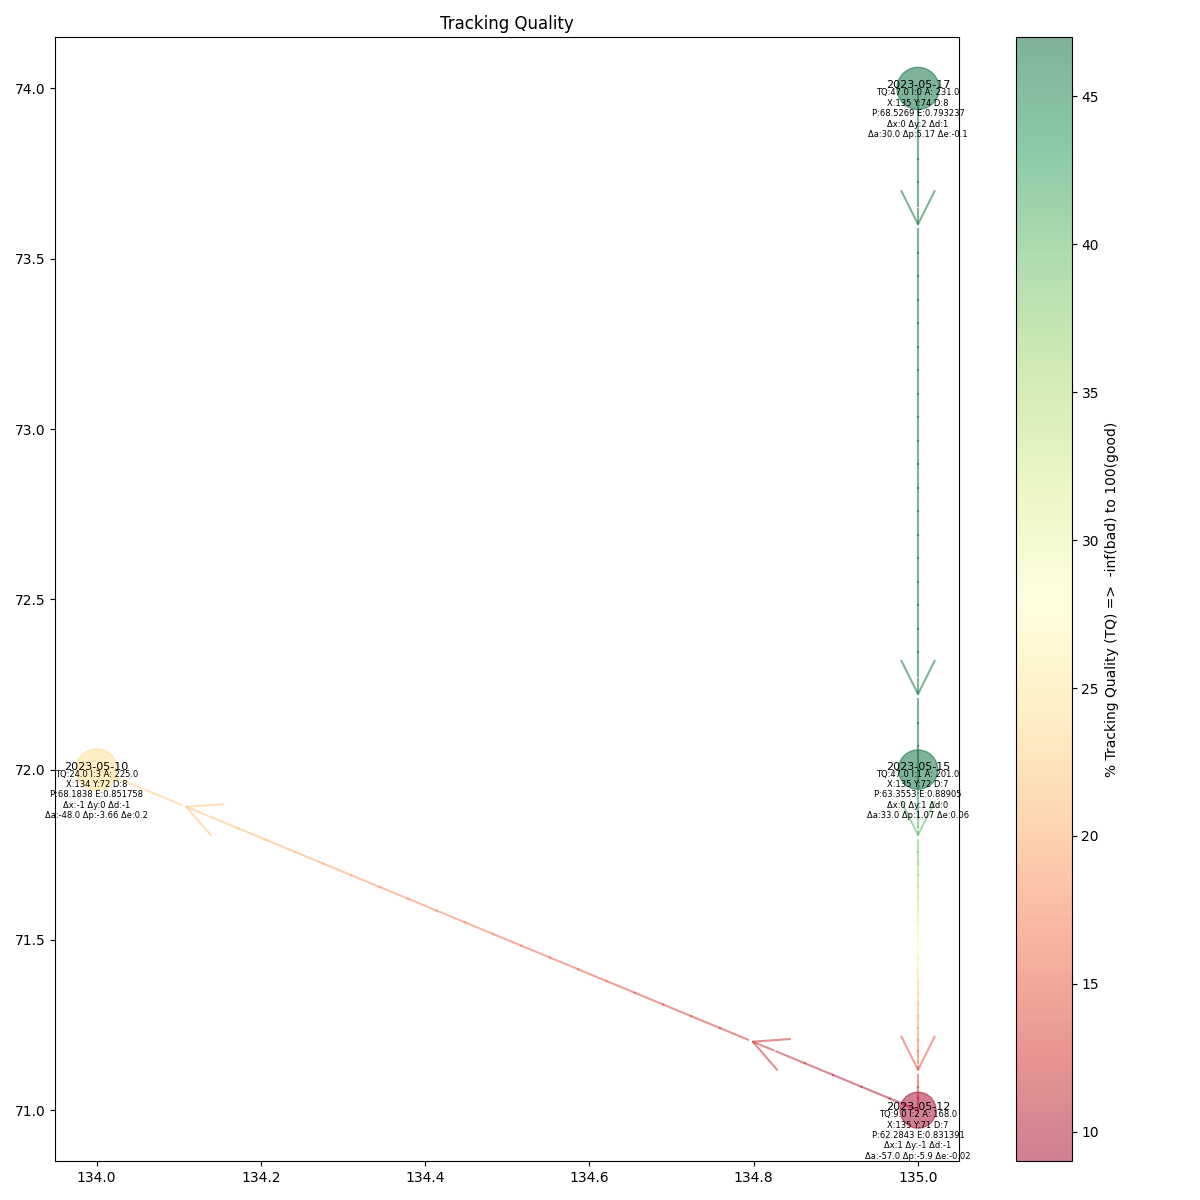 Tracking Quality
74.0
73.5
73.0
72.5
72.0
71.5
71.0
2023-05-17
TQ:47.0 I:0 A: 231.0
X:135 Y:74 D:8
P:68.5269 E:0.793237
Δx:0 Δy:2 Δd:1
Δa:30.0 Δp:5.17 Δe:-0.1
2023-05-10
TQ:24.0 I:3 A: 225.0
X:134 Y:72 D:8
P:68.1838 E:0.851758
Δx:-1 Δy:0 Δd:-1
Δa:-48.0 Δp:-3.66 Δe:0.2
2023-05-15
TQ:47.0 I:1 A: 201.0
X:135 Y:72 D:7
P:63.3553 E:0.88905
Δx:0 Δy:1 Δd:0
Δa:33.0 Δp:1.07 Δe:0.06
2023-05-12
TQ:9.0 I:2 A: 168.0
X:135 Y:71 D:7
P:62.2843 E:0.831391
Δx:1 Δy:-1 Δd:-1
Δa:-57.0 Δp:-5.9 Δe:-0.02
134.0
134.2
134.4
134.6
134.8
135.0
45
40
35
30
25
20
15
10
% Tracking Quality (TQ) =>  -inf(bad) to 100(good)